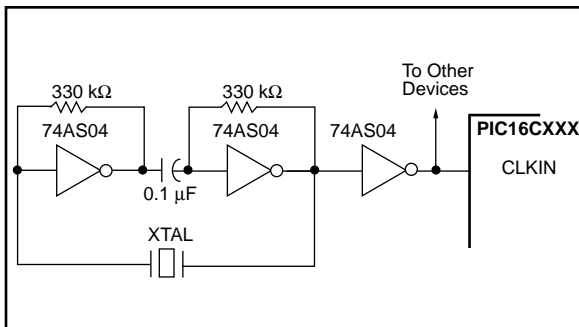 330 kΩ
330 kΩ
To Other
Devices
74AS04
74AS04
74AS04
PIC16CXXX
CLKIN
0.1 µF
XTAL